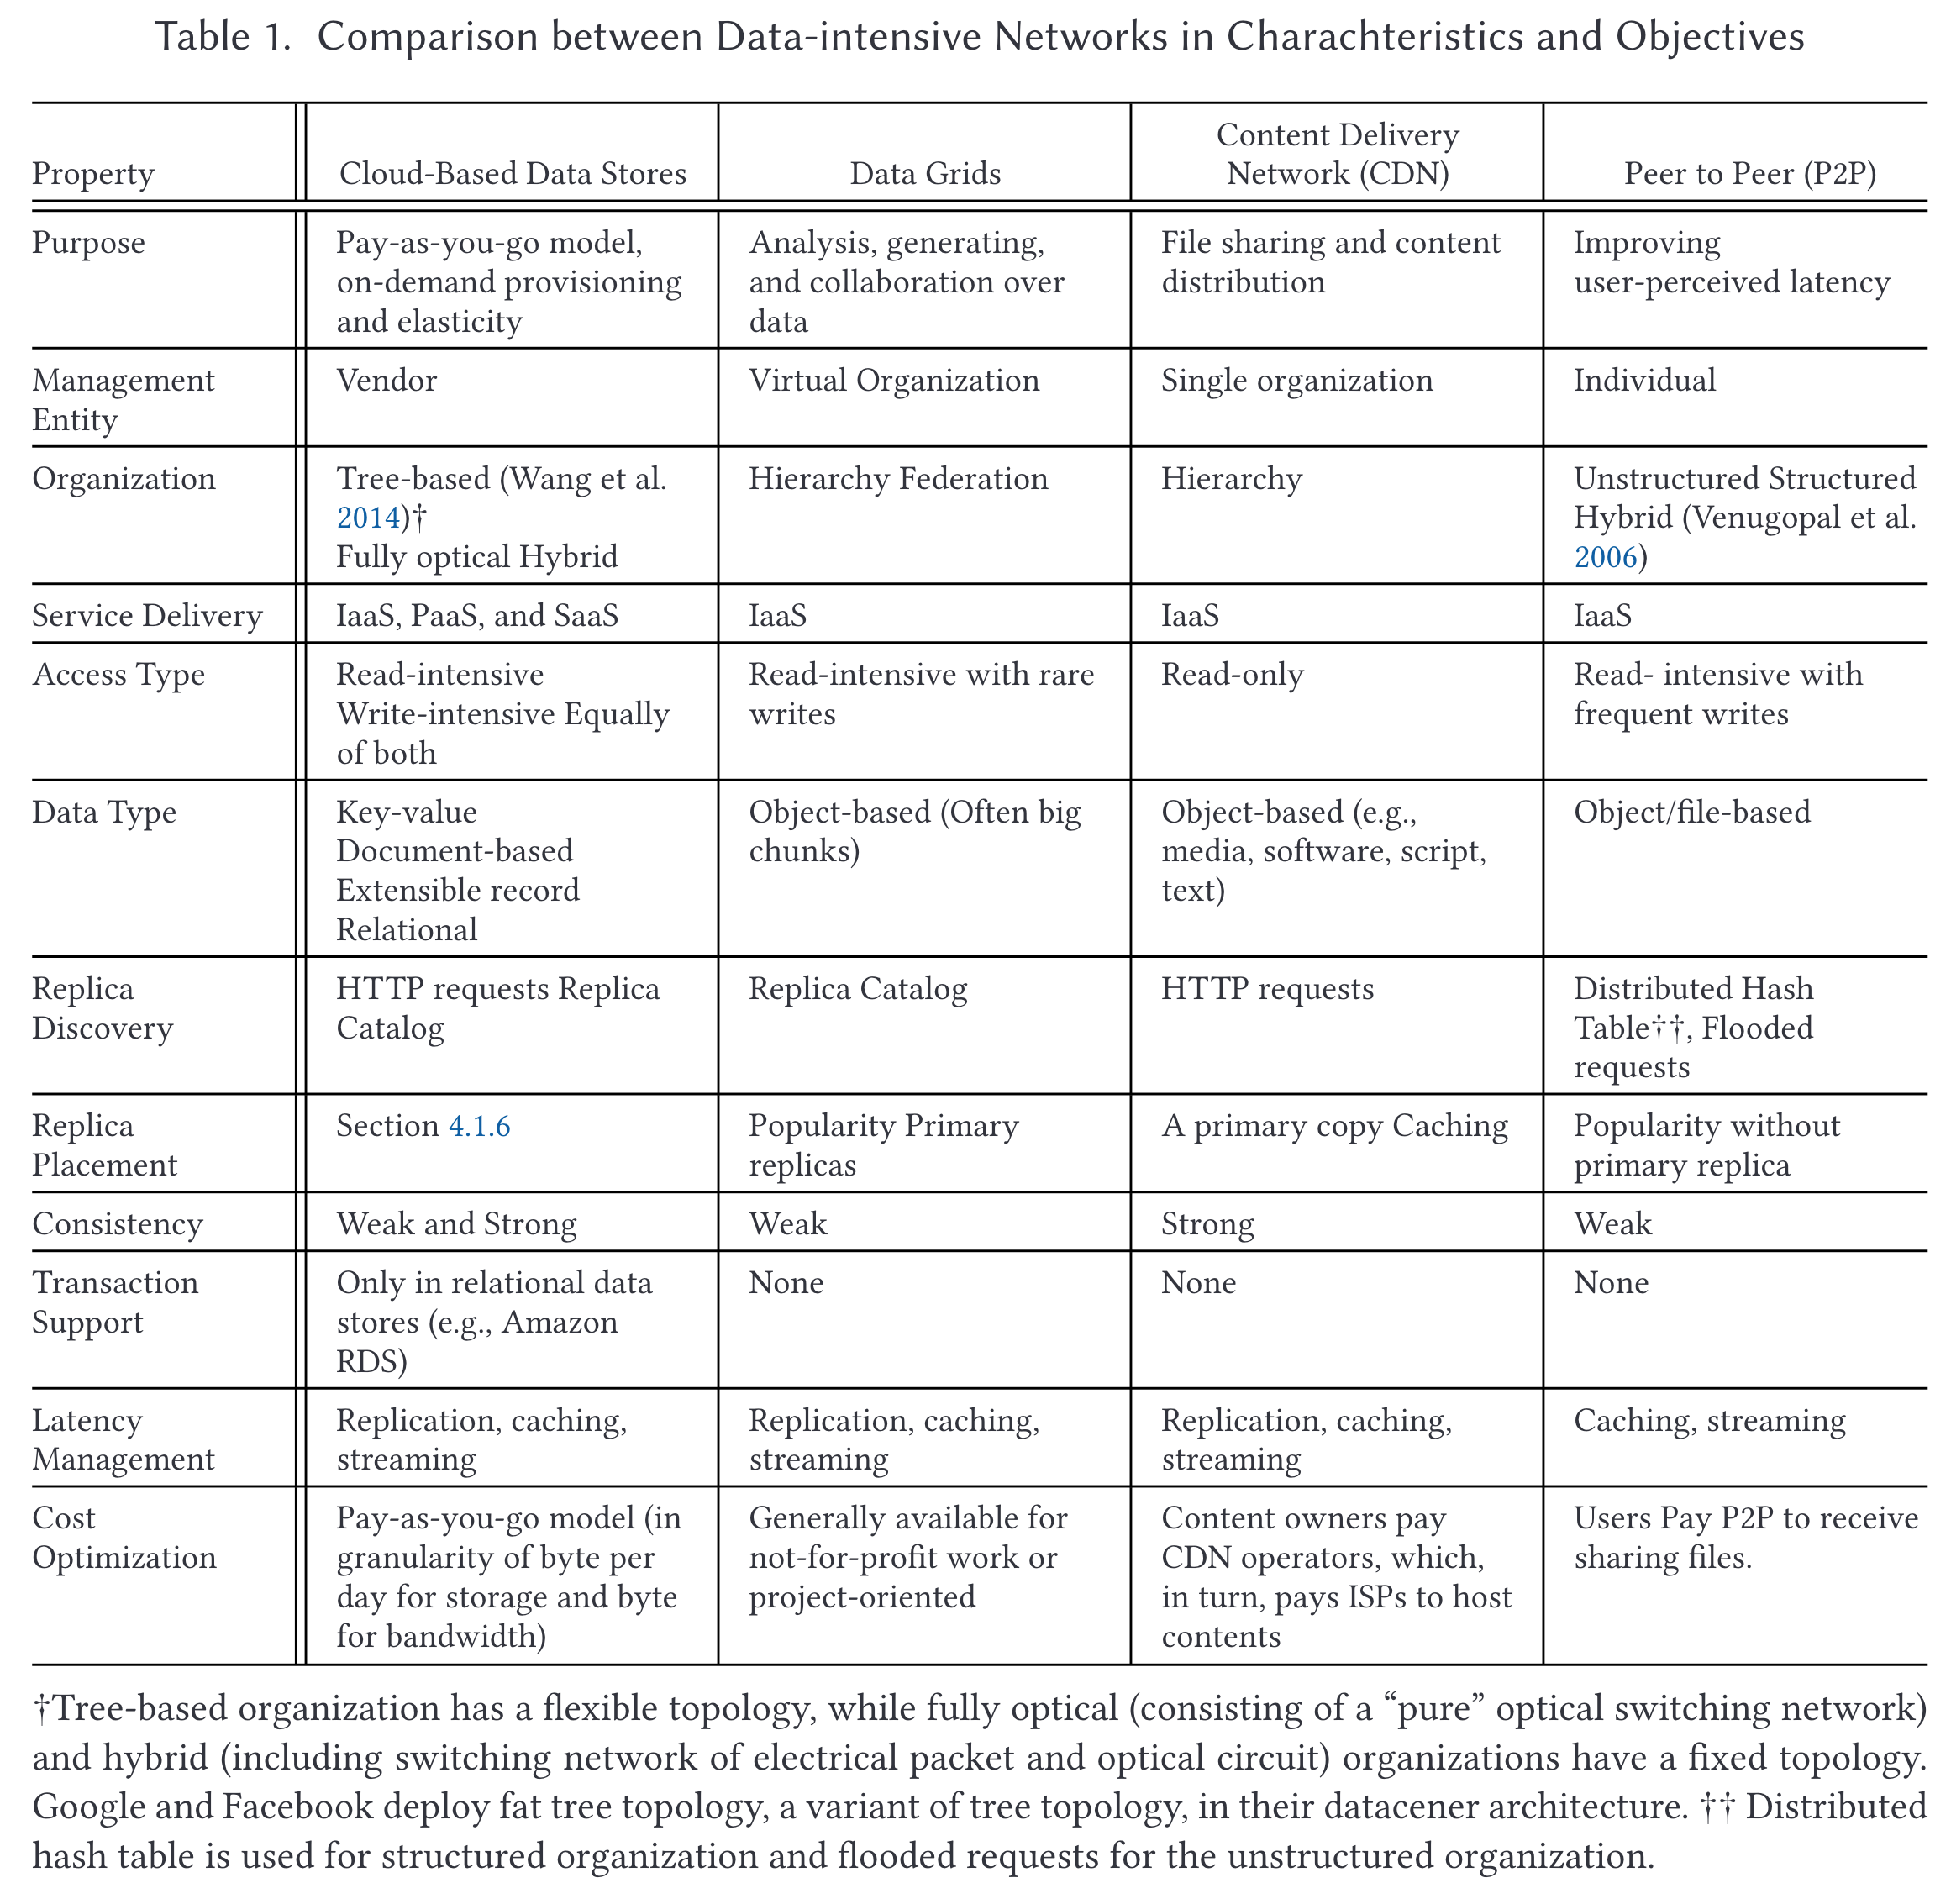 Table 1. Comparison between Data-intensive Networks in Charachteristics and Objectives
Property
Cloud-Based Data Stores
Data Grids
Content Delivery
Network (CDN)
Peer to Peer (P2P)
Purpose
Pay-as-you-go model,
on-demand provisioning
and elasticity
Analysis, generating,
and collaboration over
data
File sharing and content
distribution
Improving
user-perceived latency
Management
Entity
Vendor
Virtual Organization
Single organization
Individual
Organization
Tree-based (Wang et al.
2014)†
Fully optical Hybrid
Hierarchy Federation
Hierarchy
Unstructured Structured
Hybrid (Venugopal et al.
2006)
Service Delivery
IaaS, PaaS, and SaaS
IaaS
IaaS
IaaS
Access Type
Read-intensive
Write-intensive Equally
of both
Read-intensive with rare
writes
Read-only
Read- intensive with
frequent writes
Data Type
Key-value
Document-based
Extensible record
Relational
Object-based (Often big
chunks)
Object-based (e.g.,
media, software, script,
text)
Object/file-based
Replica
Discovery
HTTP requests Replica
Catalog
Replica Catalog
HTTP requests
Distributed Hash
Table††, Flooded
requests
Replica
Placement
Section 4.1.6
Popularity Primary
replicas
A primary copy Caching
Popularity without
primary replica
Consistency
Weak and Strong
Weak
Strong
Weak
Transaction
Support
Only in relational data
stores (e.g., Amazon
RDS)
None
None
None
Latency
Management
Replication, caching,
streaming
Replication, caching,
streaming
Replication, caching,
streaming
Caching, streaming
Cost
Optimization
Pay-as-you-go model (in
granularity of byte per
day for storage and byte
for bandwidth)
Generally available for
not-for-profit work or
project-oriented
Content owners pay
CDN operators, which,
in turn, pays ISPs to host
contents
Users Pay P2P to receive
sharing files.
†Tree-based organization has a flexible topology, while fully optical (consisting of a “pure” optical switching network)
and hybrid (including switching network of electrical packet and optical circuit) organizations have a fixed topology.
Google and Facebook deploy fat tree topology, a variant of tree topology, in their datacener architecture. †† Distributed
hash table is used for structured organization and flooded requests for the unstructured organization.